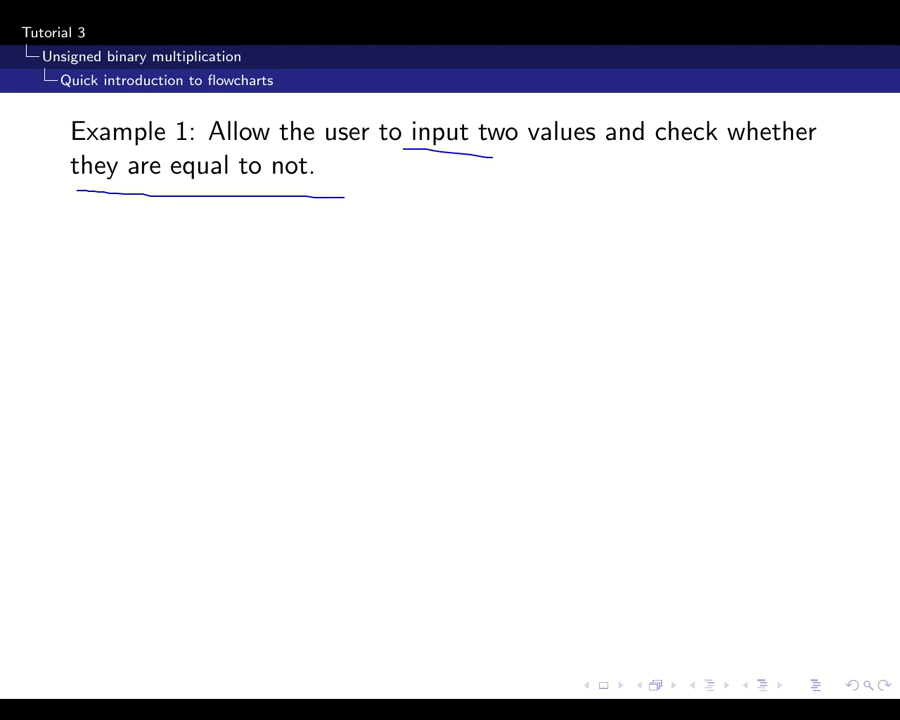 Tutorial 3
Unsigned binary multiplication
Quick introduction to flowcharts
Example 1: Allow the user to input two values and check whether
they are equal to not.